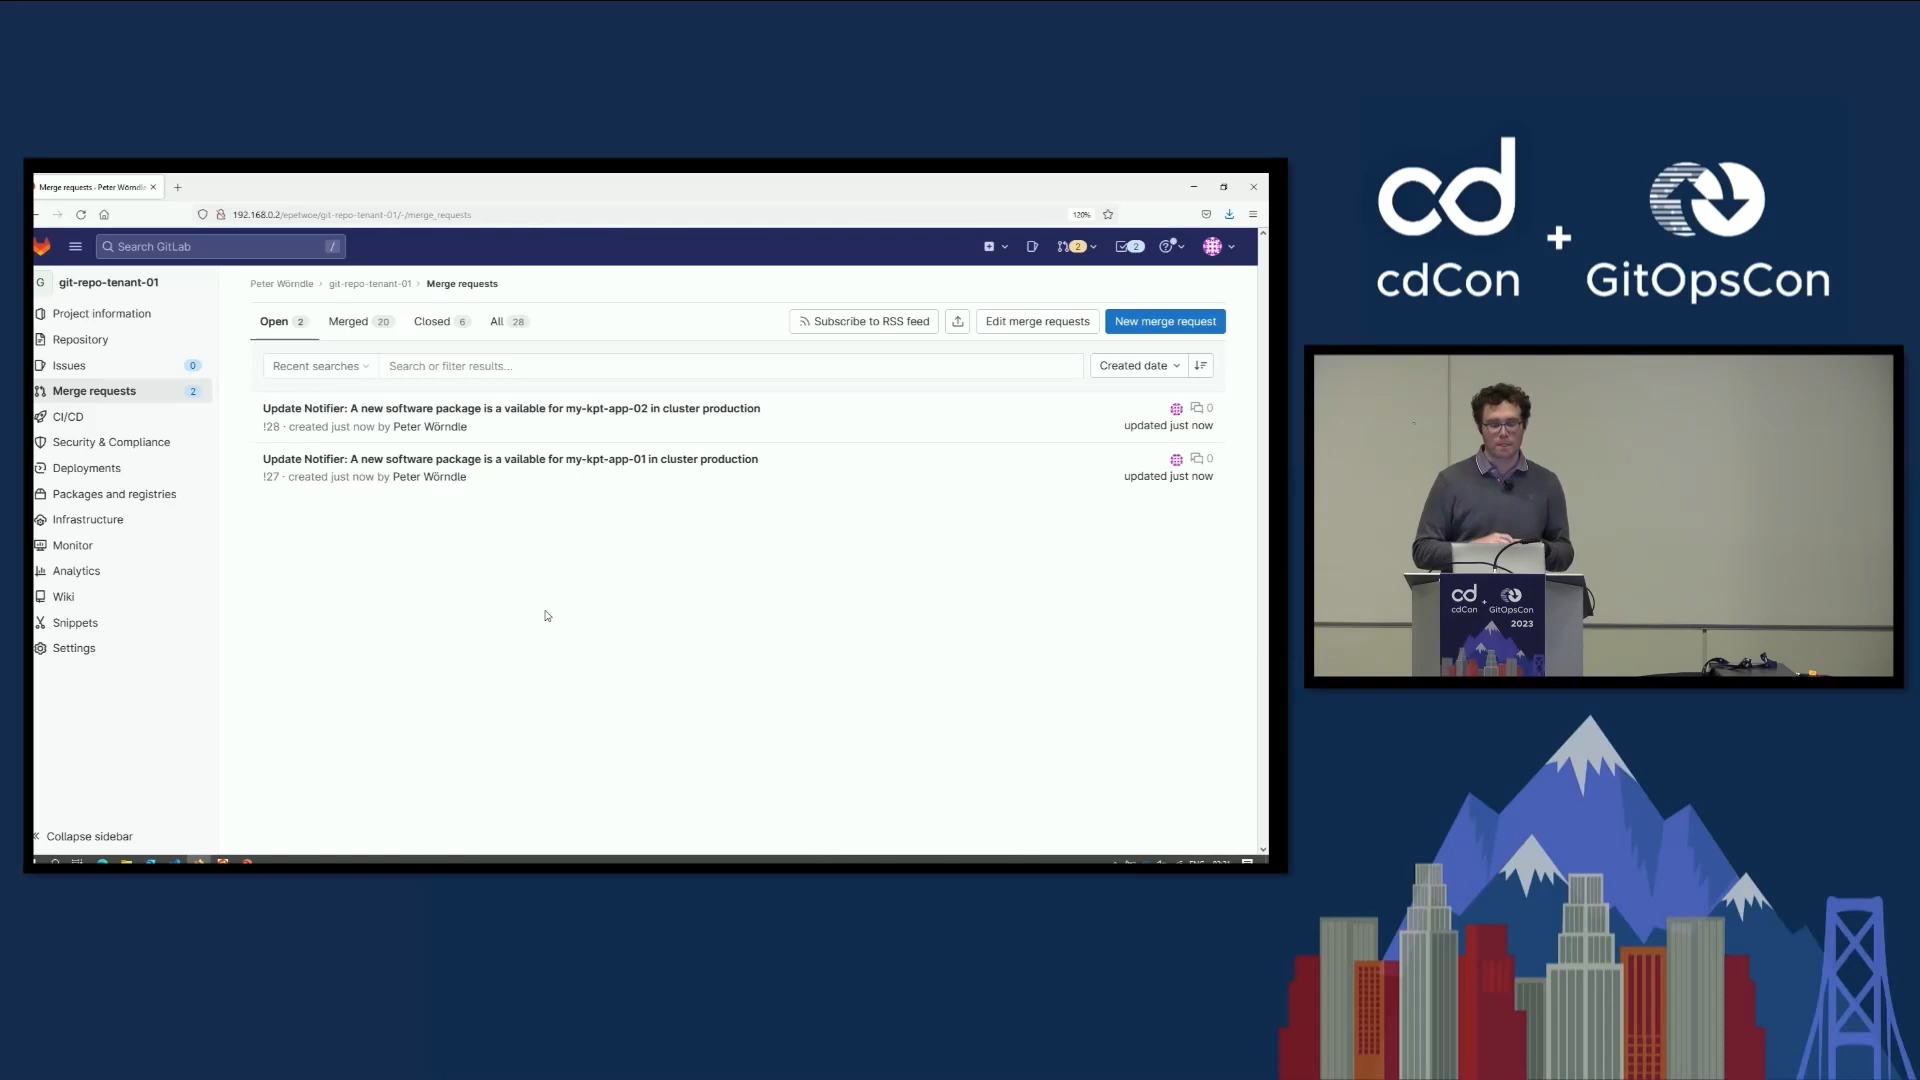 Merge requests - Peter Wörndle
192.168.0.2/epetwoe/git-repo-tenant-01/-/merge_requests
120%
Search GitLab
/
2
2
G git-repo-tenant-01
Project information
Repository
Issues 0
Merge requests 2
CI/CD
Security & Compliance
Deployments
Packages and registries
Infrastructure
Monitor
Analytics
Wiki
Snippets
Settings
Collapse sidebar
Peter Wörndle > git-repo-tenant-01 > Merge requests
Open 2 Merged 20 Closed 6 All 28
Subscribe to RSS feed
Edit merge requests
New merge request
Recent searches
Search or filter results...
Created date
Update Notifier: A new software package is a vailable for my-kpt-app-02 in cluster production
0
!28 · created just now by Peter Wörndle
updated just now
Update Notifier: A new software package is a vailable for my-kpt-app-01 in cluster production
0
!27 · created just now by Peter Wörndle
updated just now
cd
+
cdCon
GitOpsCon
cd
+
cdCon
GitOpsCon
2023